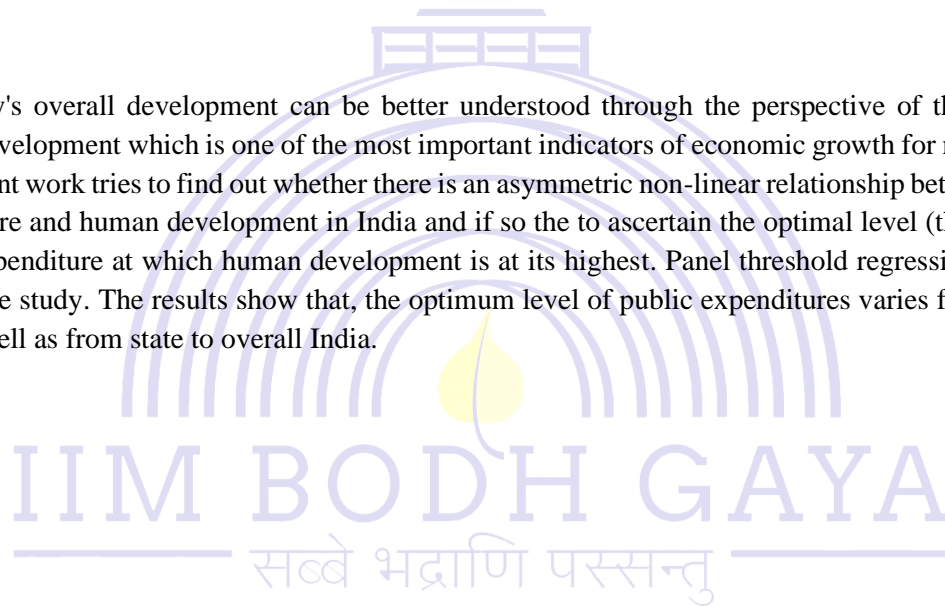 y's overall development can be better understood through the perspective of th
velopment which is one of the most important indicators of economic growth for
nt work tries to find out whether there is an asymmetric non-linear relationship bet
re and human development in India and if so the to ascertain the optimal level (th
penditure at which human development is at its highest. Panel threshold regressi
e study. The results show that, the optimum level of public expenditures varies f
ell as from state to overall India.
IIM BODH GAYA
सब्बे भद्राणि पस्सन्तु